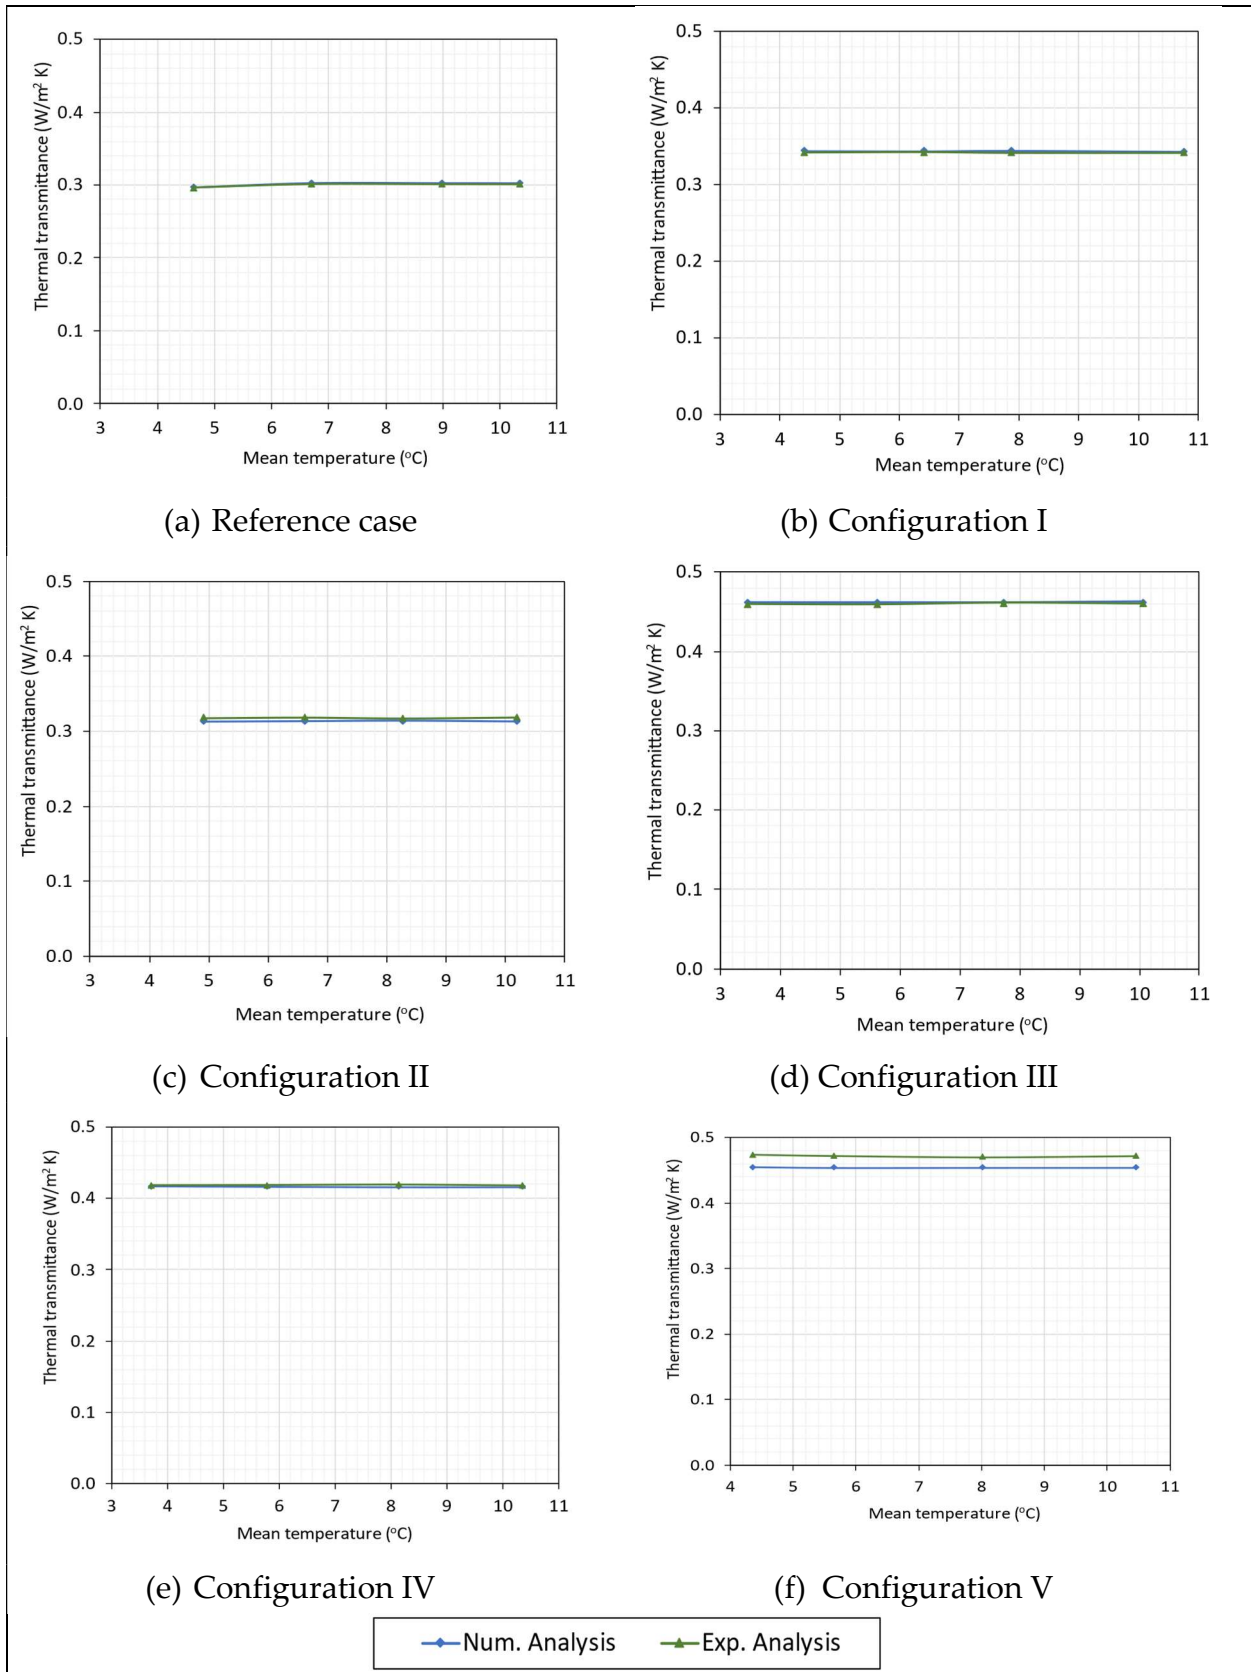 0.5
0.4
0.3
0.2
0.1
0.0
Thermal transmittance (W/m² K)
3 4 5 6 7 8 9 10 11
Mean temperature (°C)
(a) Reference case
0.5
0.4
0.3
0.2
0.1
0.0
Thermal transmittance (W/m² K)
3 4 5 6 7 8 9 10 11
Mean temperature (°C)
(b) Configuration I
0.5
0.4
0.3
0.2
0.1
0.0
Thermal transmittance (W/m² K)
3 4 5 6 7 8 9 10 11
Mean temperature (°C)
(c) Configuration II
0.5
0.4
0.3
0.2
0.1
0.0
Thermal transmittance (W/m² K)
3 4 5 6 7 8 9 10 11
Mean temperature (°C)
(d) Configuration III
0.5
0.4
0.3
0.2
0.1
0.0
Thermal transmittance (W/m² K)
3 4 5 6 7 8 9 10 11
Mean temperature (°C)
(e) Configuration IV
0.5
0.4
0.3
0.2
0.1
0.0
Thermal transmittance (W/m² K)
4 5 6 7 8 9 10 11
Mean temperature (°C)
(f) Configuration V
Num. Analysis Exp. Analysis